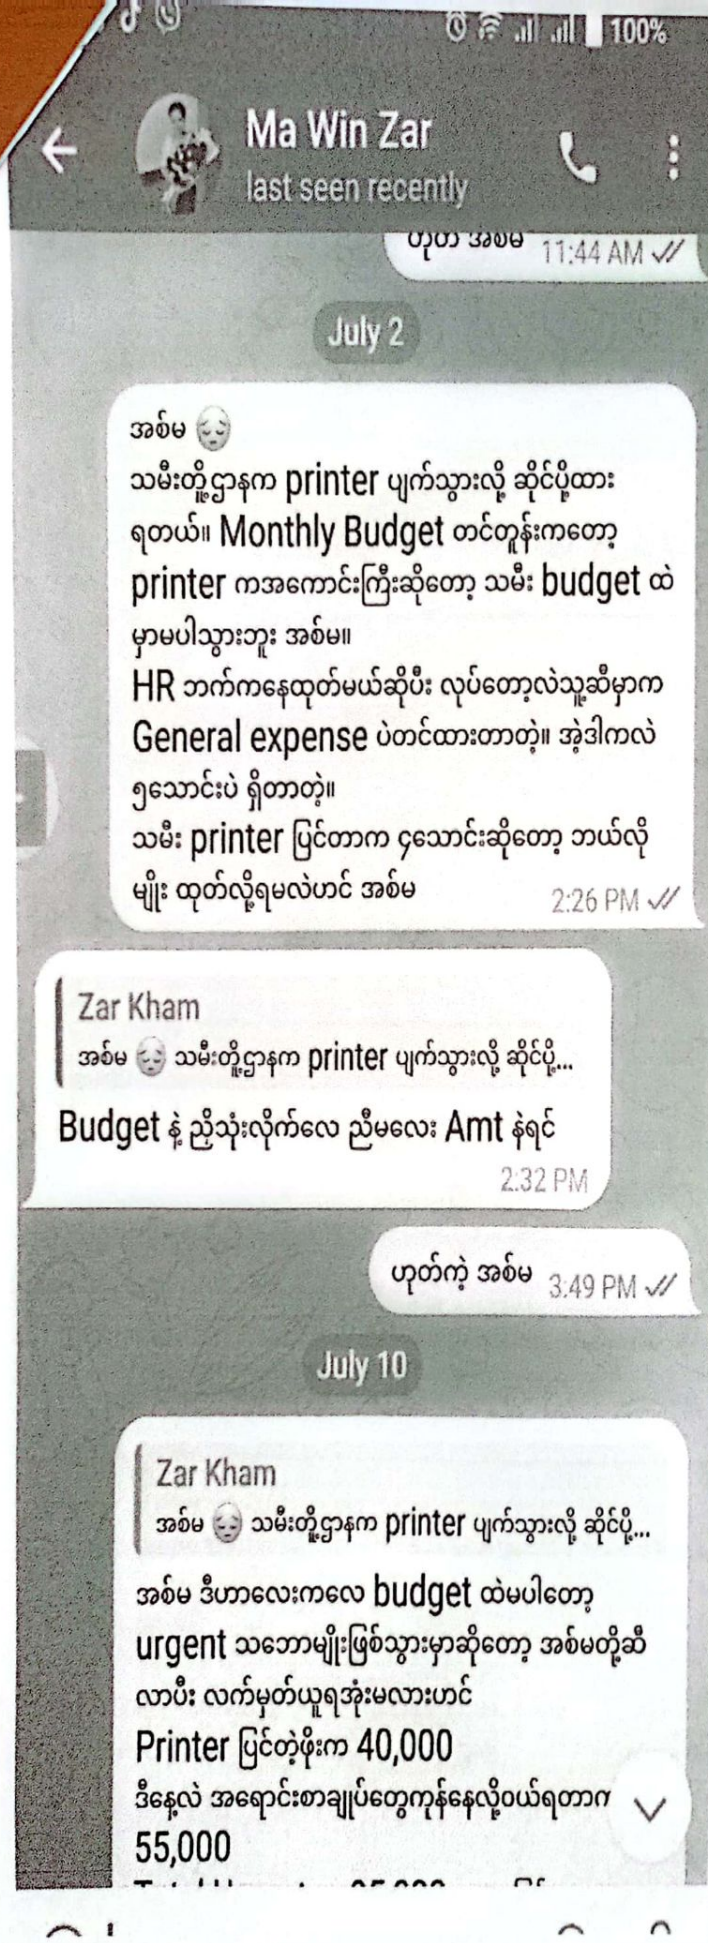 100%
Ma Win Zar
last seen recently
ဟုတ် အစ်မ 11:44 AM
July 2
အစ်မ 😔
သမီးတို့ဌာနက printer ပျက်သွားလို့ ဆိုင်ပို့ထား
ရတယ်။ Monthly Budget တင်တုန်းကတော့
printer ကအကောင်းကြီးဆိုတော့ သမီး budget ထဲ
မှာမပါသွားဘူး အစ်မ။
HR ဘက်ကနေထုတ်မယ်ဆိုပီး လုပ်တော့လဲသူ့ဆီမှာက
General expense ပဲတင်ထားတာတဲ့။ အဲ့ဒါကလဲ
၅သောင်းပဲ ရှိတာတဲ့။
သမီး printer ပြင်တာက ၄သောင်းဆိုတော့ ဘယ်လို
မျိုး ထုတ်လို့ရမလဲဟင် အစ်မ 2:26 PM
Zar Kham
အစ်မ 😔 သမီးတို့ဌာနက printer ပျက်သွားလို့ ဆိုင်ပို့...
Budget နဲ့ ညှိသုံးလိုက်လေ ညီမလေး Amt နဲရင်
2:32 PM
ဟုတ်ကဲ့ အစ်မ 3:49 PM
July 10
Zar Kham
အစ်မ 😔 သမီးတို့ဌာနက printer ပျက်သွားလို့ ဆိုင်ပို့...
အစ်မ ဒီဟာလေးကလေ budget ထဲမပါတော့
urgent သဘောမျိုးဖြစ်သွားမှာဆိုတော့ အစ်မတို့ဆီ
လာပီး လက်မှတ်ယူရအုံးမလားဟင်
Printer ပြင်တဲ့ဖိုးက 40,000
ဒီနေ့လဲ အရောင်းစာချုပ်တွေကုန်နေလို့ဝယ်ရတာက
55,000